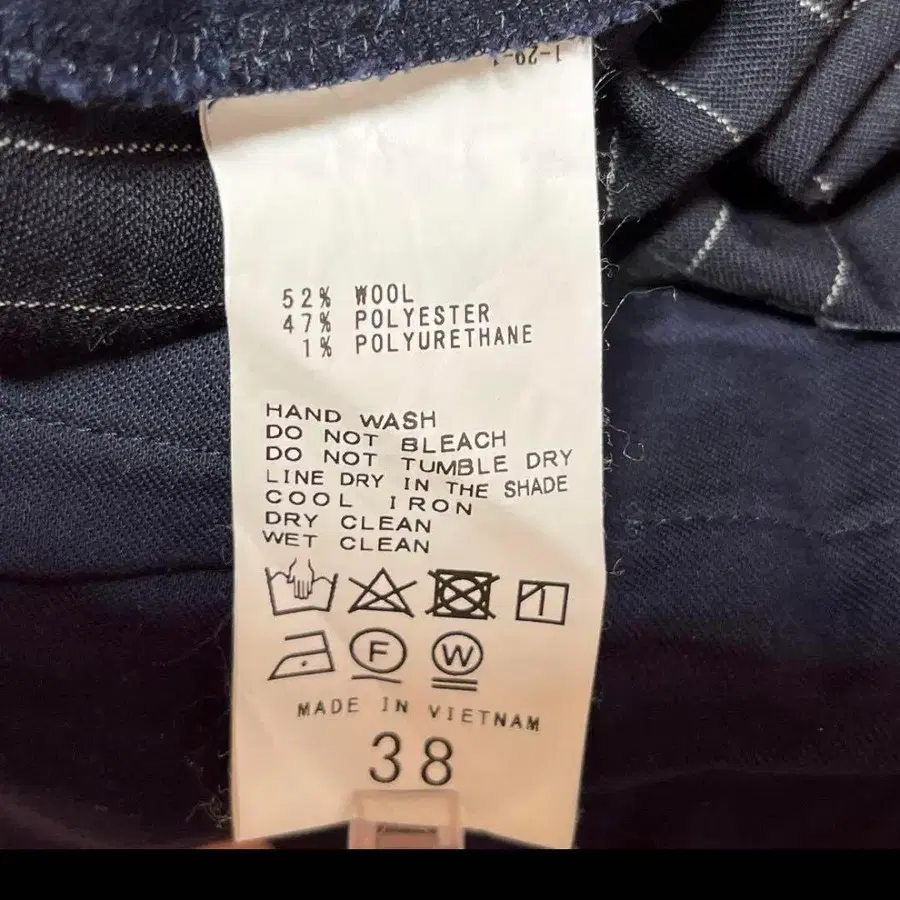 52% WOOL
47% POLYESTER
1% POLYURETHANE
HAND WASH
DO NOT BLEACH
DO NOT TUMBLE DRY
LINE DRY IN THE SHADE
COOL IRON
DRY CLEAN
WET CLEAN
F W
MADE IN VIETNAM
38